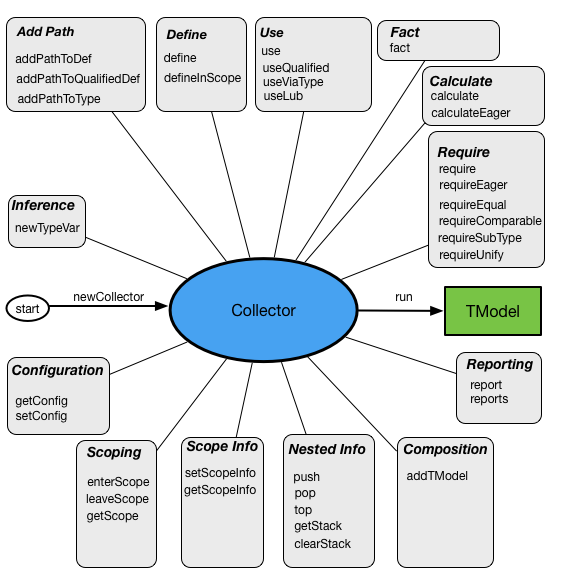 Add Path
addPathToDef
addPathToQualifiedDef
addPathToType
Define
define
defineInScope
Use
use
useQualified
useViaType
useLub
Fact
fact
Calculate
calculate
calculateEager
Require
require
requireEager
requireEqual
requireComparable
requireSubType
requireUnify
Inference
newTypeVar
start
newCollector
Collector
run
TModel
Configuration
getConfig
setConfig
Reporting
report
reports
Scoping
enterScope
leaveScope
getScope
Scope Info
setScopeInfo
getScopeInfo
Nested Info
push
pop
top
getStack
clearStack
Composition
addTModel